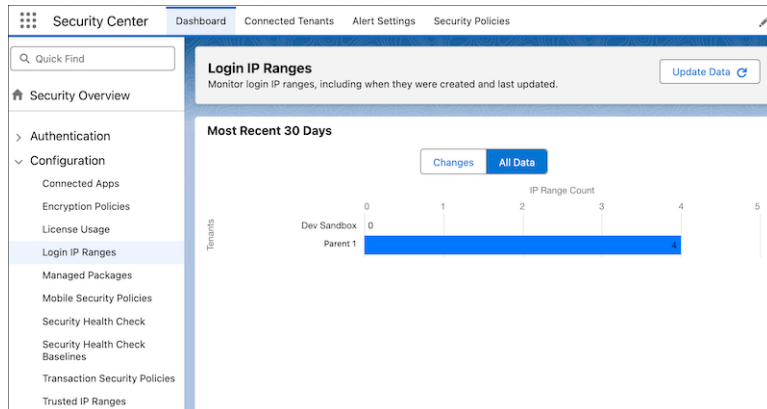 Security Center
Dashboard
Connected Tenants
Alert Settings
Security Policies
Quick Find
Security Overview
Authentication
Configuration
Connected Apps
Encryption Policies
License Usage
Login IP Ranges
Managed Packages
Mobile Security Policies
Security Health Check
Security Health Check
Baselines
Transaction Security Policies
Trusted IP Ranges
Login IP Ranges
Monitor login IP ranges, including when they were created and last updated.
Update Data
Most Recent 30 Days
Changes
All Data
IP Range Count
0 1 2 3 4 5
Tenants
Dev Sandbox 0
Parent 1 4